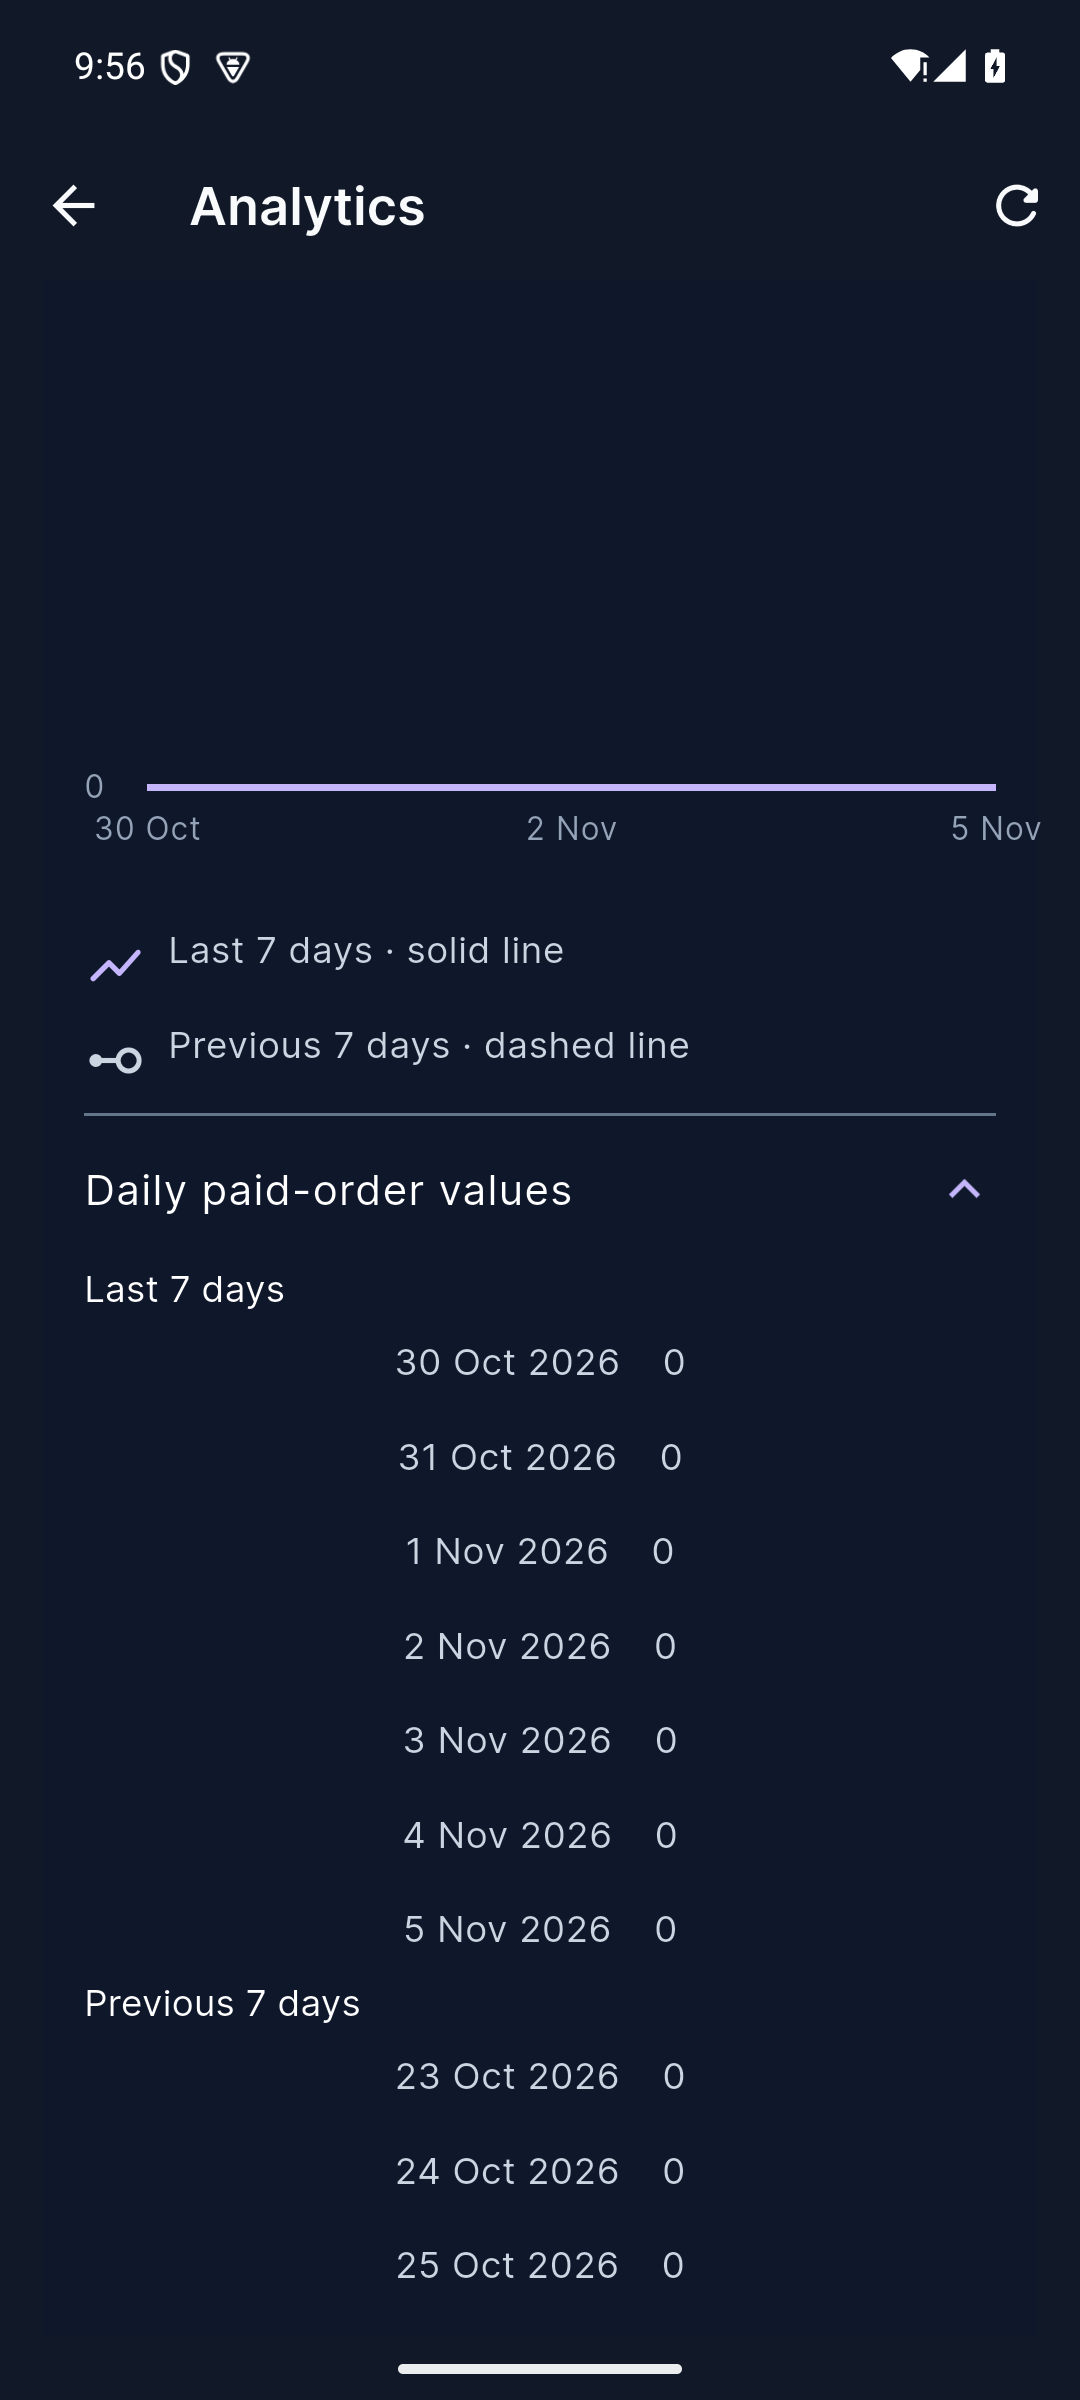 9:56
Analytics
0
30 Oct 2 Nov 5 Nov
Last 7 days · solid line
Previous 7 days · dashed line
Daily paid-order values
Last 7 days
30 Oct 2026 0
31 Oct 2026 0
1 Nov 2026 0
2 Nov 2026 0
3 Nov 2026 0
4 Nov 2026 0
5 Nov 2026 0
Previous 7 days
23 Oct 2026 0
24 Oct 2026 0
25 Oct 2026 0